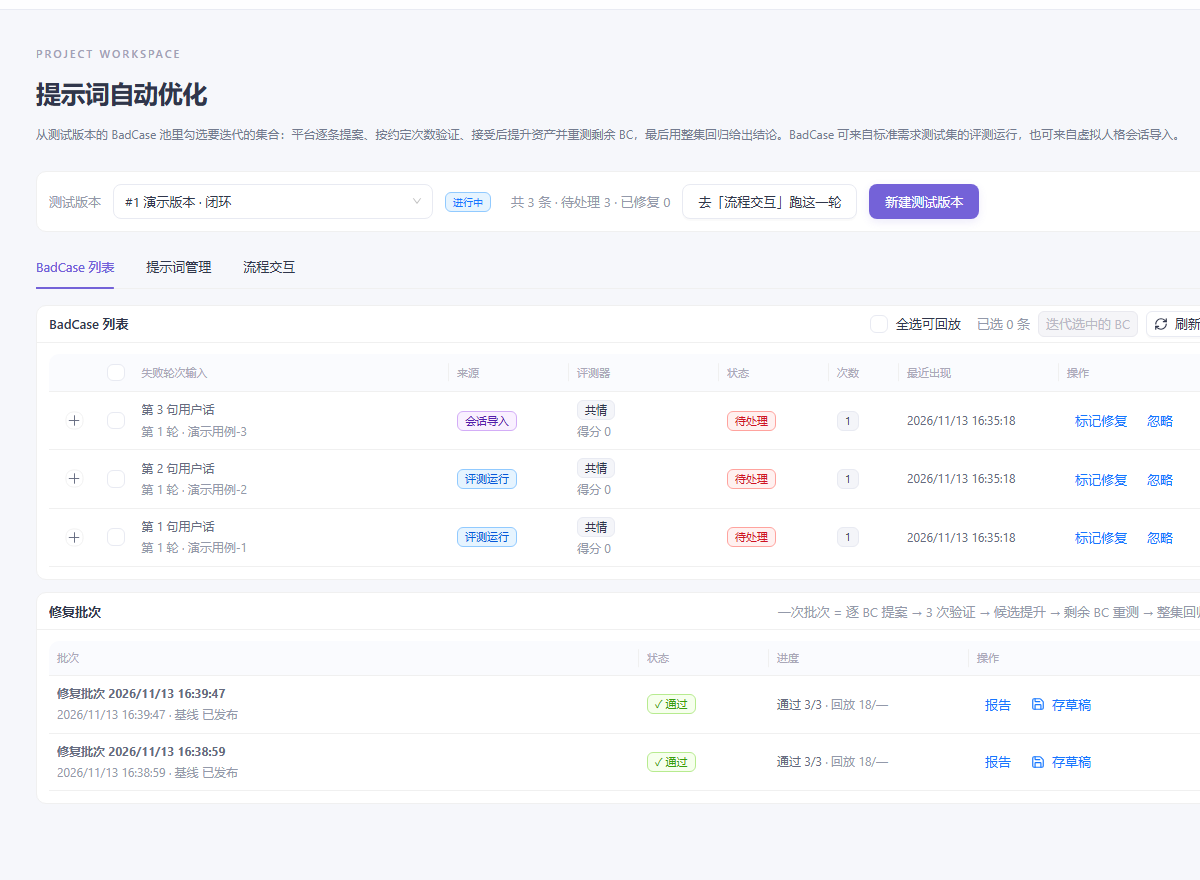 PROJECT WORKSPACE
提示词自动优化
从测试版本的 BadCase 池里勾选要迭代的集合：平台逐条提案、按约定次数验证、接受后提升资产并重测剩余 BC，最后用整集回归给出结论。BadCase 可来自标准需求测试集的评测运行，也可来自虚拟人格会话导入。
测试版本 #1 演示版本 · 闭环 进行中 共 3 条 · 待处理 3 · 已修复 0 去「流程交互」跑这一轮 新建测试版本
BadCase 列表 提示词管理 流程交互
BadCase 列表 全选可回放 已选 0 条 迭代选中的 BC 刷新
失败轮次输入 来源 评测器 状态 次数 最近出现 操作
第 3 句用户话 会话导入 共情 待处理 1 2026/11/13 16:35:18 标记修复 忽略
第 1 轮 · 演示用例-3 得分 0
第 2 句用户话 评测运行 共情 待处理 1 2026/11/13 16:35:18 标记修复 忽略
第 1 轮 · 演示用例-2 得分 0
第 1 句用户话 评测运行 共情 待处理 1 2026/11/13 16:35:18 标记修复 忽略
第 1 轮 · 演示用例-1 得分 0
修复批次 一次批次 = 逐 BC 提案 → 3 次验证 → 候选提升 → 剩余 BC 重测 → 整集回归
批次 状态 进度 操作
修复批次 2026/11/13 16:39:47 ✓ 通过 通过 3/3 · 回放 18/— 报告 存草稿
2026/11/13 16:39:47 · 基线 已发布
修复批次 2026/11/13 16:38:59 ✓ 通过 通过 3/3 · 回放 18/— 报告 存草稿
2026/11/13 16:38:59 · 基线 已发布